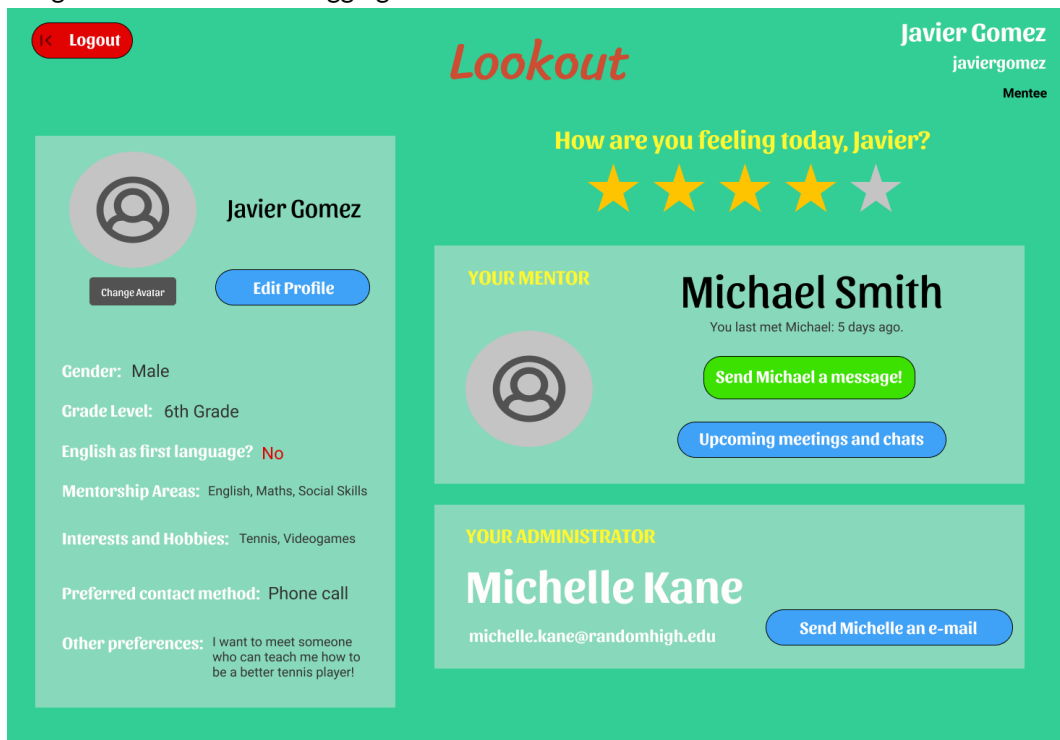 Logout
Lookout
Javier Gomez
javiergomez
Mentee
How are you feeling today, Javier?
Javier Gomez
Change Avatar
Edit Profile
Gender: Male
Grade Level: 6th Grade
English as first language? No
Mentorship Areas: English, Maths, Social Skills
Interests and Hobbies: Tennis, Videogames
Preferred contact method: Phone call
Other preferences: I want to meet someone
who can teach me how to
be a better tennis player!
YOUR MENTOR
Michael Smith
You last met Michael: 5 days ago.
Send Michael a message!
Upcoming meetings and chats
YOUR ADMINISTRATOR
Michelle Kane
michelle.kane@randomhigh.edu
Send Michelle an e-mail